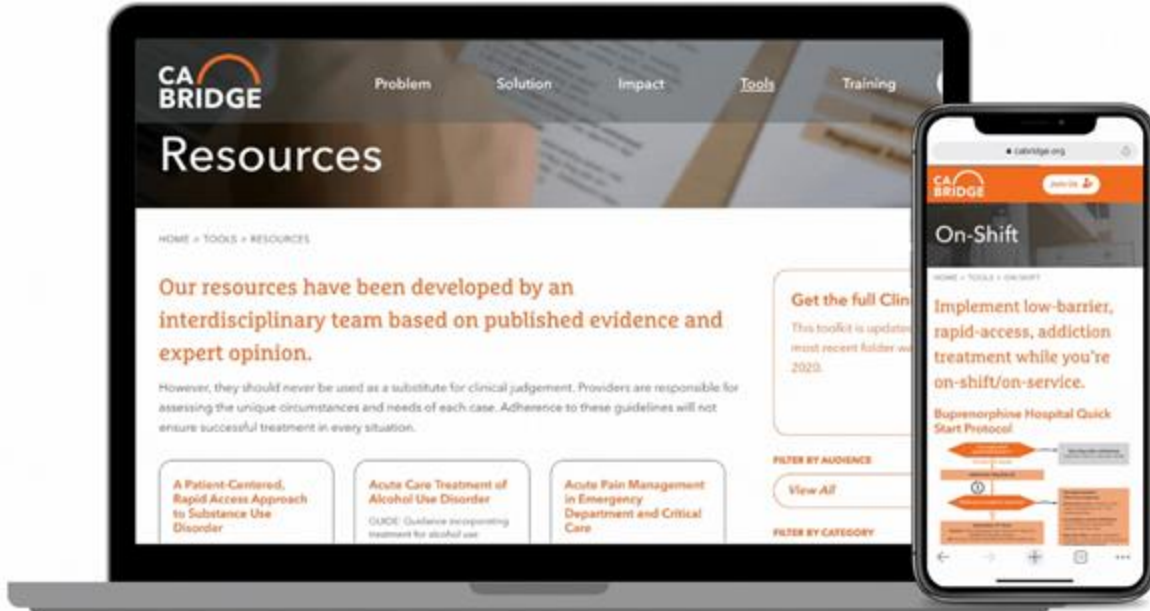 CA
BRIDGE
Problem
Solution
Impact
Tools
Training
Resources
HOME > TOOLS > RESOURCES
Our resources have been developed by an
interdisciplinary team based on published evidence and
expert opinion.
However, they should never be used as a substitute for clinical judgement. Providers are responsible for
assessing the unique circumstances and needs of each case. Adherence to these guidelines will not
ensure successful treatment in every situation.
A Patient-Centered,
Rapid Access Approach
to Substance Use
Disorder
Acute Care Treatment of
Alcohol Use Disorder
GUIDE: Guidance incorporating
treatment for alcohol use
Acute Pain Management
in Emergency
Department and Critical
Care
Get the full Clin
This toolkit is update
most recent folder wa
2020.
FILTER BY AUDIENCE
View All
FILTER BY CATEGORY
cabridge.org
CA
BRIDGE
Join Us
On-Shift
HOME > TOOLS > ON-SHIFT
Implement low-barrier,
rapid-access, addiction
treatment while you're
on-shift/on-service.
Buprenorphine Hospital Quick
Start Protocol